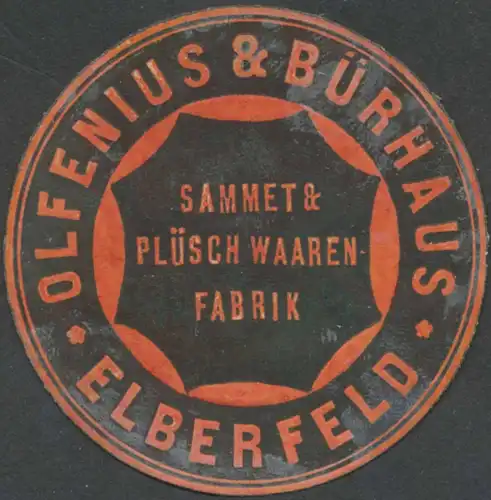 OLFENIUS & BÜRHAUS
SAMMET &
PLÜSCH WAAREN-
FABRIK
* ELBERFELD *